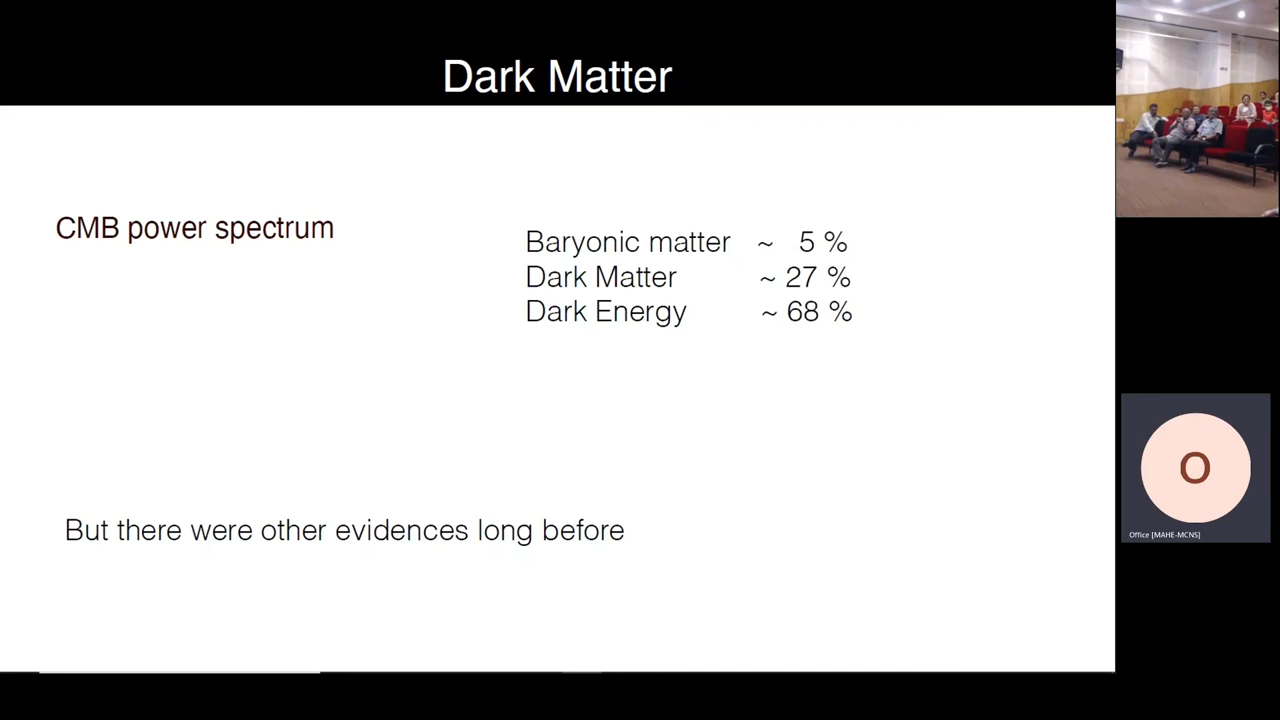 Dark Matter
CMB power spectrum
Baryonic matter ~ 5 %
Dark Matter ~ 27 %
Dark Energy ~ 68 %
But there were other evidences long before
O
Office [MAHE-MCNS]